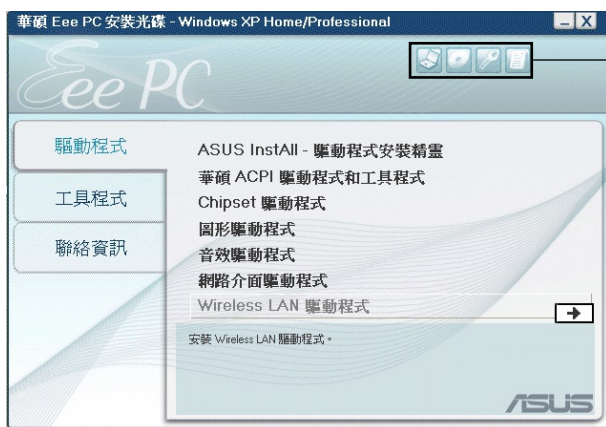 華碩 Eee PC 安裝光碟 - Windows XP Home/Professional
Eee PC
驅動程式
工具程式
聯絡資訊
ASUS InstAll - 驅動程式安裝精靈
華碩 ACPI 驅動程式和工具程式
Chipset 驅動程式
圖形驅動程式
音效驅動程式
網路介面驅動程式
Wireless LAN 驅動程式
安裝 Wireless LAN 驅動程式。
ASUS